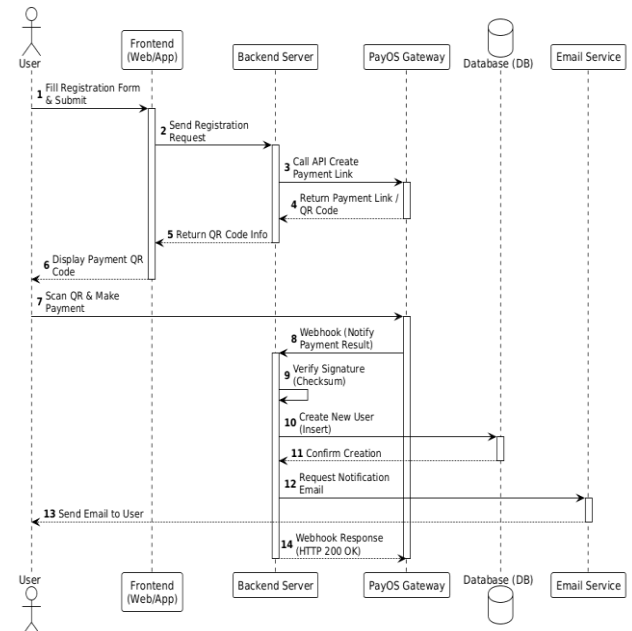 User
Frontend
(Web/App)
Backend Server
PayOS Gateway
Database (DB)
Email Service
1 Fill Registration Form
& Submit
2 Send Registration
Request
3 Call API Create
Payment Link
4 Return Payment Link /
QR Code
5 Return QR Code Info
6 Display Payment QR
Code
7 Scan QR & Make
Payment
8 Webhook (Notify
Payment Result)
9 Verify Signature
(Checksum)
10 Create New User
(Insert)
11 Confirm Creation
12 Request Notification
Email
13 Send Email to User
14 Webhook Response
(HTTP 200 OK)
User
Frontend
(Web/App)
Backend Server
PayOS Gateway
Database (DB)
Email Service